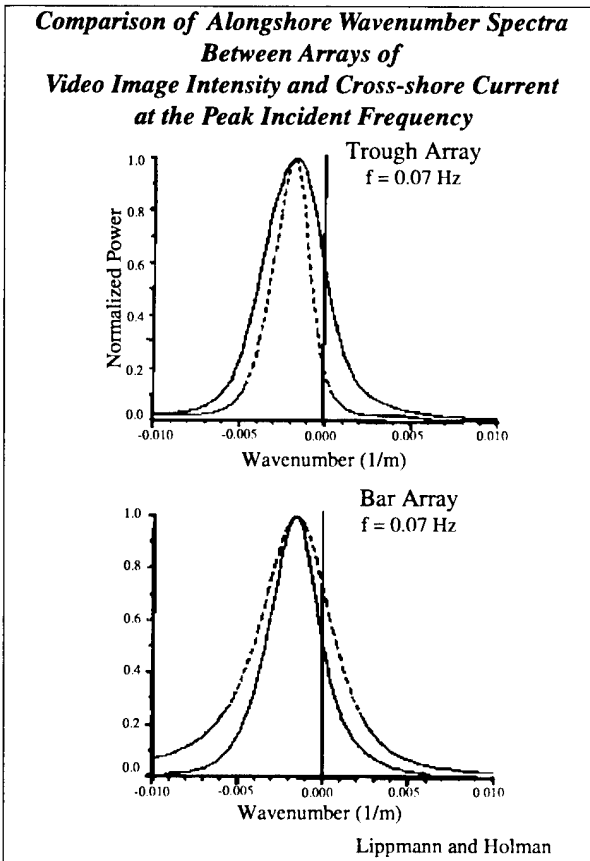 Comparison of Alongshore Wavenumber Spectra
Between Arrays of
Video Image Intensity and Cross-shore Current
at the Peak Incident Frequency
Trough Array
f = 0.07 Hz
Normalized Power
1.0
0.8
0.6
0.4
0.2
0.0
-0.010 -0.005 0.000 0.005 0.010
Wavenumber (1/m)
Bar Array
f = 0.07 Hz
1.0
0.8
0.6
0.4
0.2
0.0
-0.010 -0.005 0.000 0.005 0.010
Wavenumber (1/m)
Lippmann and Holman